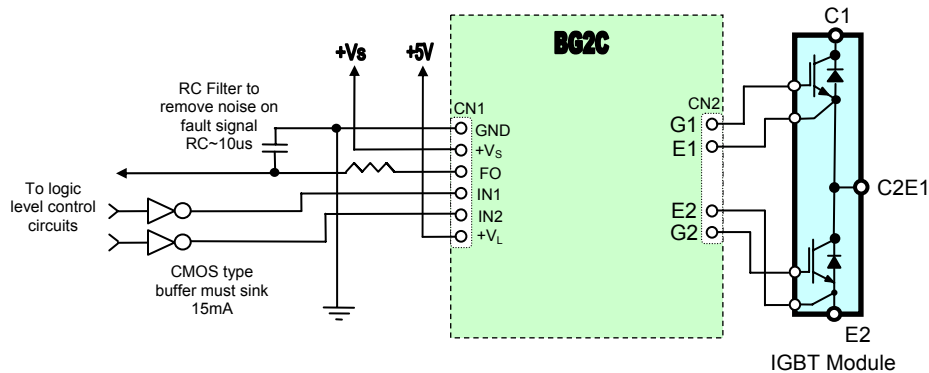 C1
BG2C
+Vs
+5V
RC Filter to
remove noise on
fault signal
RC~10us
CN1
GND
+VS
FO
IN1
IN2
+VL
CN2
G1
E1
E2
G2
C2E1
To logic
level control
circuits
CMOS type
buffer must sink
15mA
E2
IGBT Module